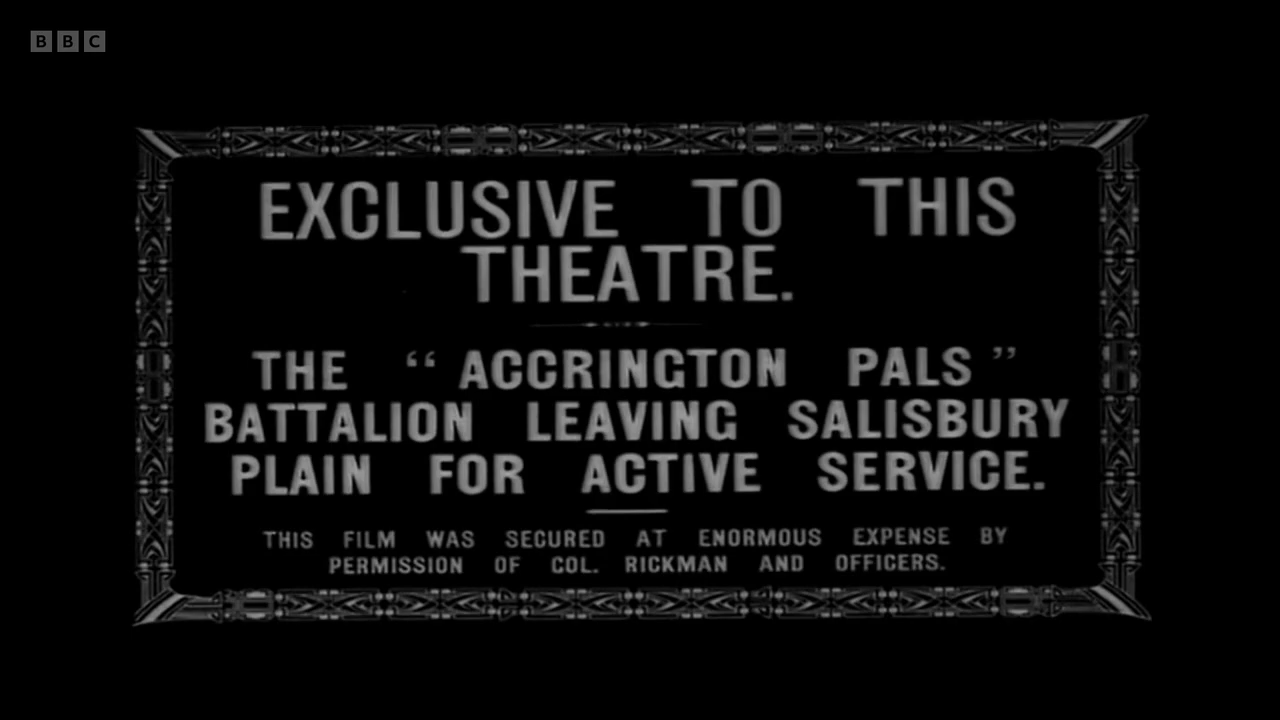 BBC
EXCLUSIVE TO THIS
THEATRE.
THE “ ACCRINGTON PALS ”
BATTALION LEAVING SALISBURY
PLAIN FOR ACTIVE SERVICE.
THIS FILM WAS SECURED AT ENORMOUS EXPENSE BY
PERMISSION OF COL. RICKMAN AND OFFICERS.